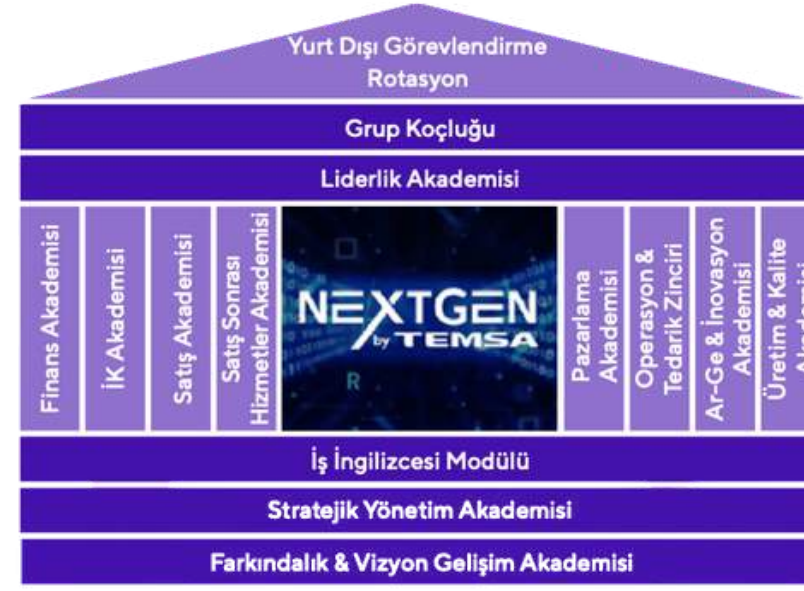 Yurt Dışı Görevlendirme
Rotasyon
Grup Koçluğu
Liderlik Akademisi
Finans Akademisi
İK Akademisi
Satış Akademisi
Satış Sonrası
Hizmetler Akademisi
NEXTGEN
by TEMSA
R
Pazarlama
Akademisi
Operasyon &
Tedarik Zinciri
Ar-Ge & İnovasyon
Akademisi
Üretim & Kalite
İş İngilizcesi Modülü
Stratejik Yönetim Akademisi
Farkındalık & Vizyon Gelişim Akademisi